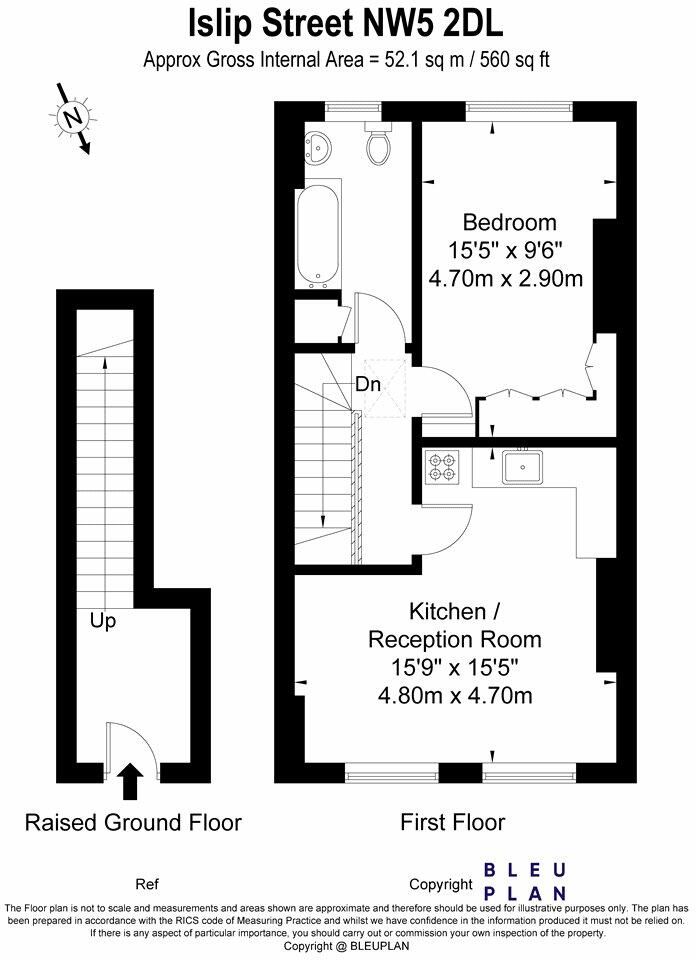 Islip Street NW5 2DL
Approx Gross Internal Area = 52.1 sq m / 560 sq ft
N
Bedroom
15'5" x 9'6"
4.70m x 2.90m
Dn
Up
Kitchen /
Reception Room
15'9" x 15'5"
4.80m x 4.70m
Raised Ground Floor
First Floor
Ref
Copyright
BLEU
PLAN
The Floor plan is not to scale and measurements and areas shown are approximate and therefore should be used for illustrative purposes only. The plan has
been prepared in accordance with the RICS code of Measuring Practice and whilst we have confidence in the information produced it must not be relied on.
If there is any aspect of particular importance, you should carry out or commission your own inspection of the property.
Copyright @ BLEUPLAN